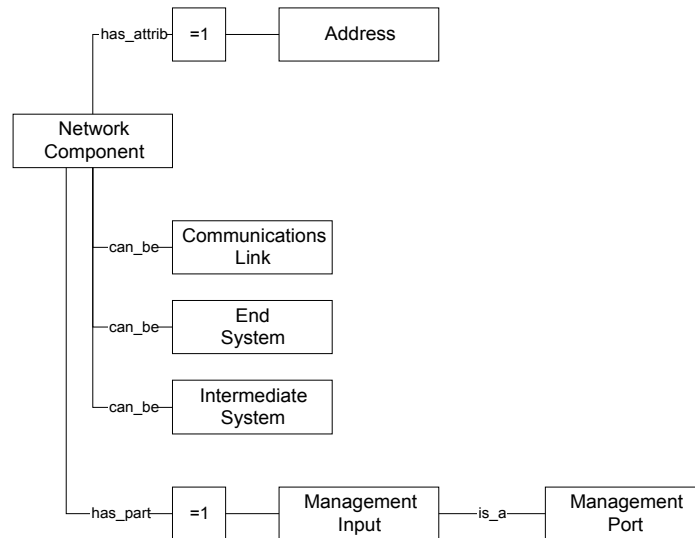 has_attrib
=1
Address
Network
Component
can_be
Communications
Link
can_be
End
System
can_be
Intermediate
System
has_part
=1
Management
Input
is_a
Management
Port